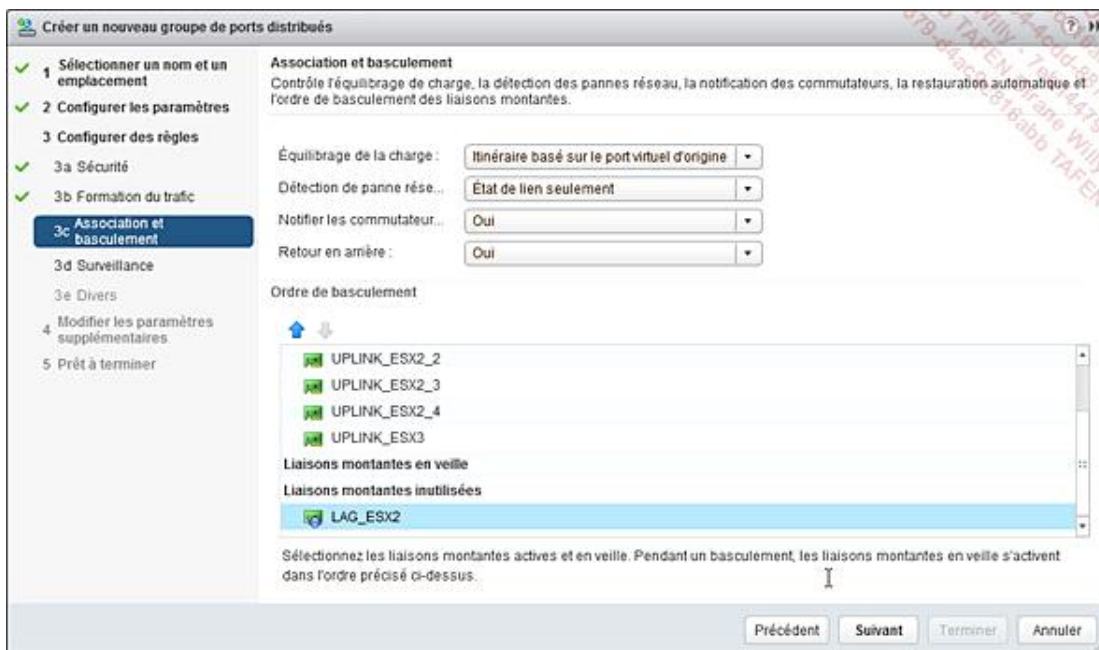 Créer un nouveau groupe de ports distribués
1 Sélectionner un nom et un
emplacement
2 Configurer les paramètres
3 Configurer des règles
3a Sécurité
3b Formation du trafic
3c Association et
basculement
3d Surveillance
3e Divers
4 Modifier les paramètres
supplémentaires
5 Prêt à terminer
Association et basculement
Contrôle l'équilibrage de charge, la détection des pannes réseau, la notification des commutateurs, la restauration automatique et
l'ordre de basculement des liaisons montantes.
Équilibrage de la charge : Itinéraire basé sur le port virtuel d'origine
Détection de panne rése... État de lien seulement
Notifier les commutateur... Oui
Retour en arrière : Oui
Ordre de basculement
UPLINK_ESX2_2
UPLINK_ESX2_3
UPLINK_ESX2_4
UPLINK_ESX3
Liaisons montantes en veille
Liaisons montantes inutilisées
LAG_ESX2
Sélectionnez les liaisons montantes actives et en veille. Pendant un basculement, les liaisons montantes en veille s'activent
dans l'ordre précisé ci-dessus.
Précédent Suivant Terminer Annuler